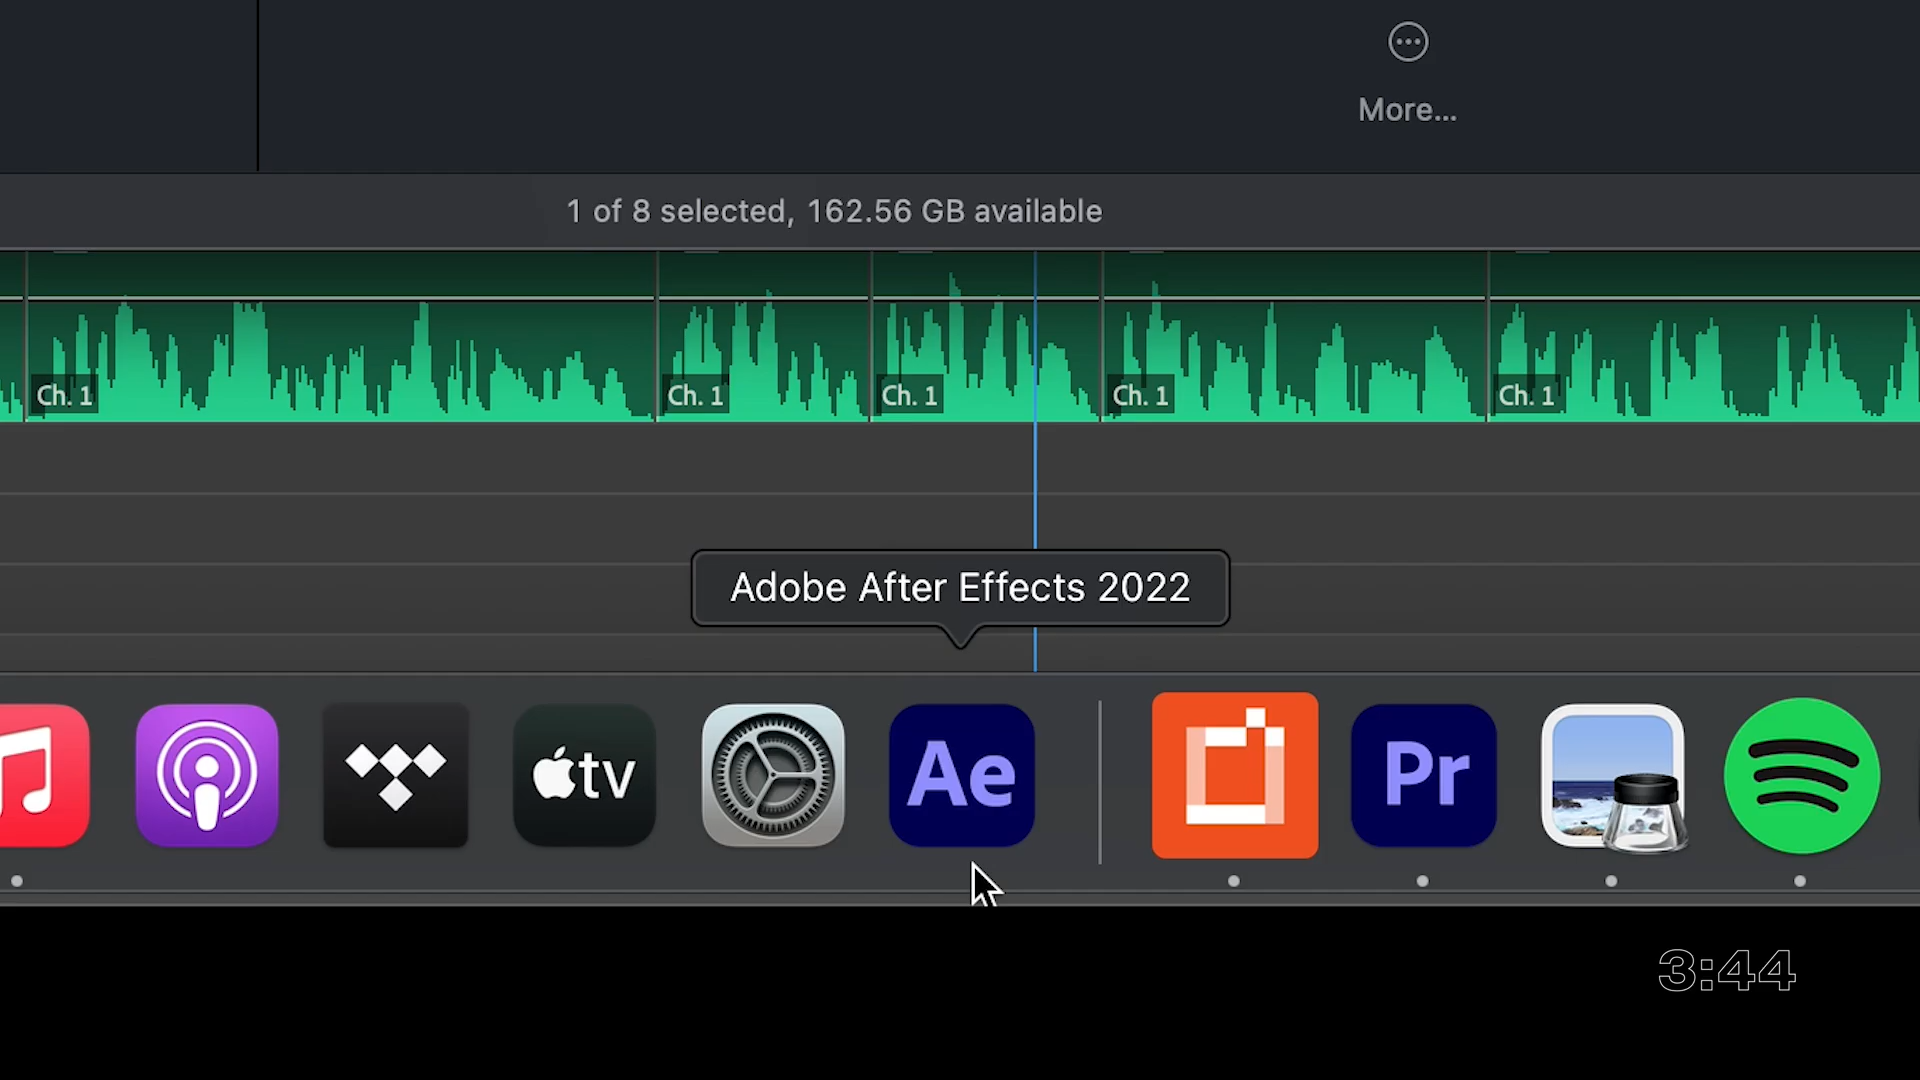 More...
1 of 8 selected, 162.56 GB available
Ch. 1
Ch. 1
Ch. 1
Ch. 1
Ch. 1
Adobe After Effects 2022
tv
Ae
Pr
3:44